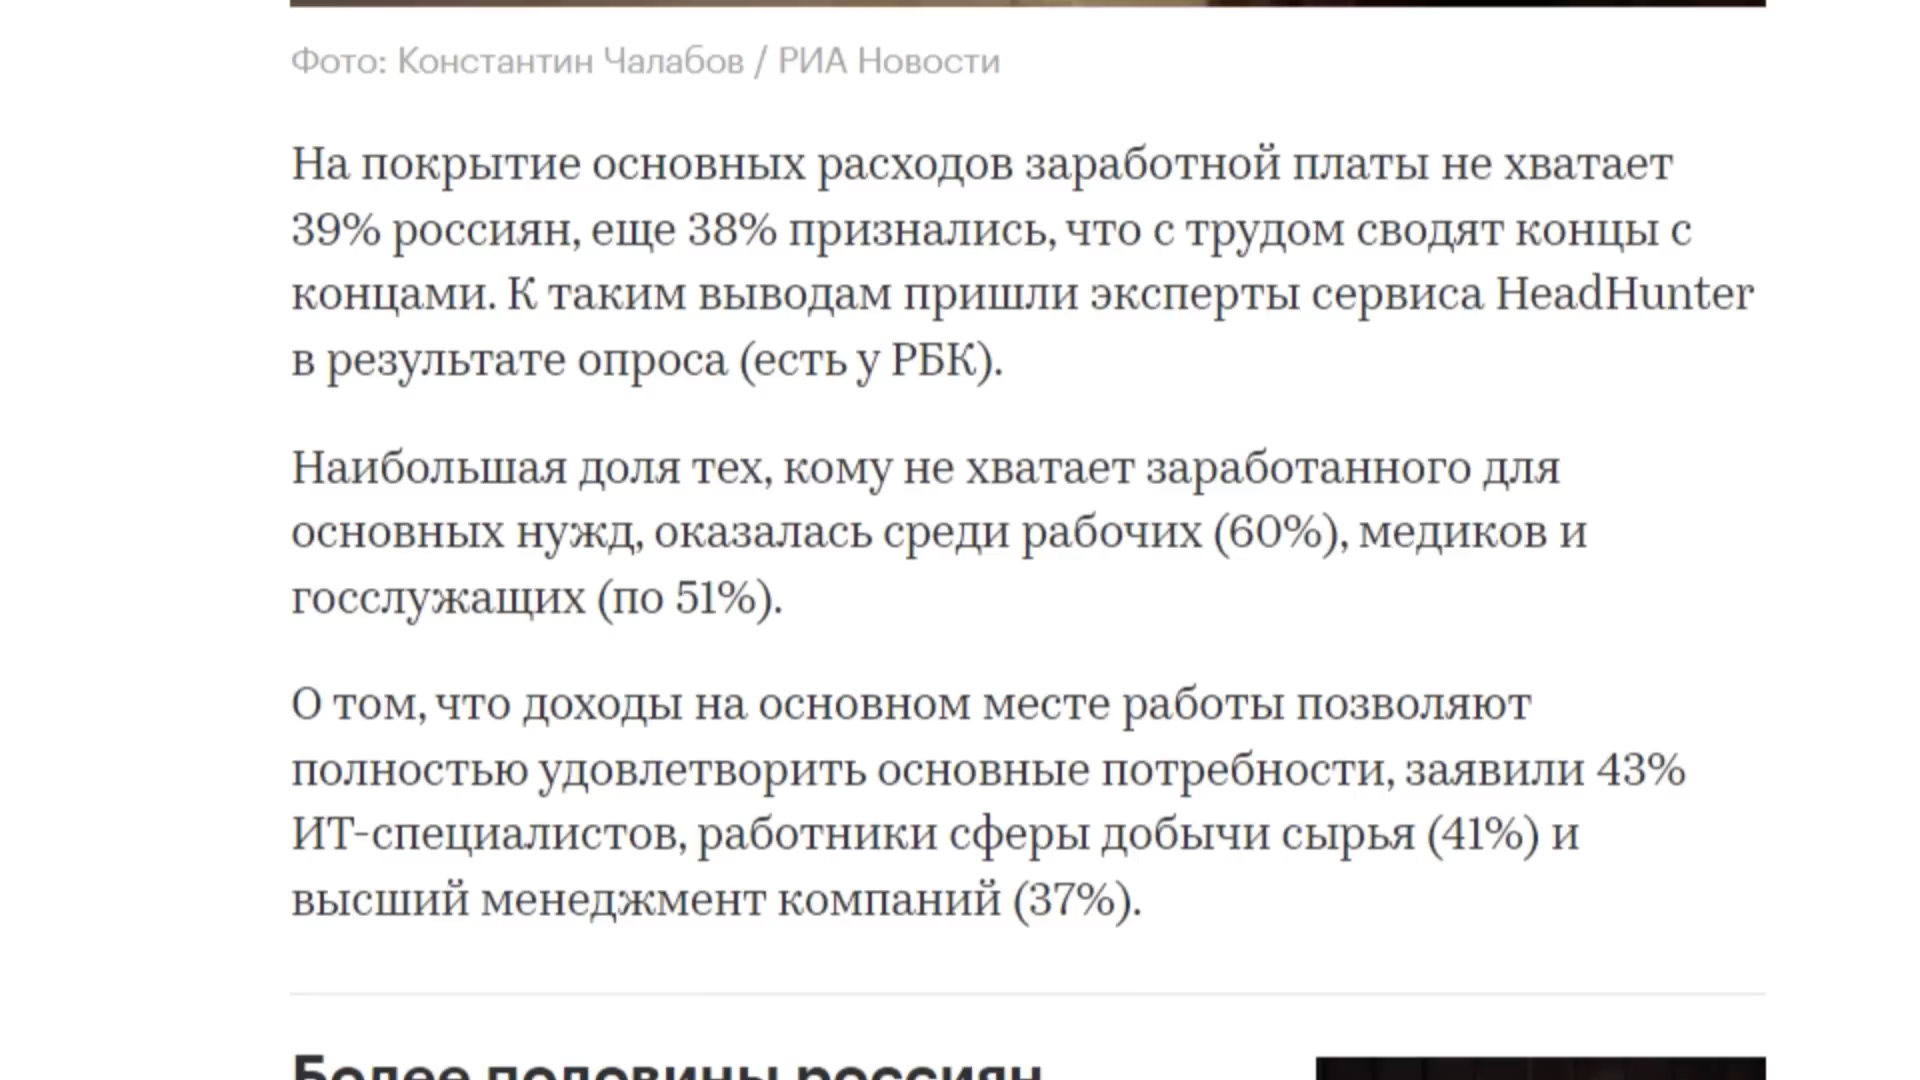 Фото: Константин Чалабов / РИА Новости
На покрытие основных расходов заработной платы не хватает
39% россиян, еще 38% признались, что с трудом сводят концы с
концами. К таким выводам пришли эксперты сервиса HeadHunter
в результате опроса (есть у РБК).
Наибольшая доля тех, кому не хватает заработанного для
основных нужд, оказалась среди рабочих (60%), медиков и
госслужащих (по 51%).
О том, что доходы на основном месте работы позволяют
полностью удовлетворить основные потребности, заявили 43%
ИТ-специалистов, работники сферы добычи сырья (41%) и
высший менеджмент компаний (37%).
Более половины россиян